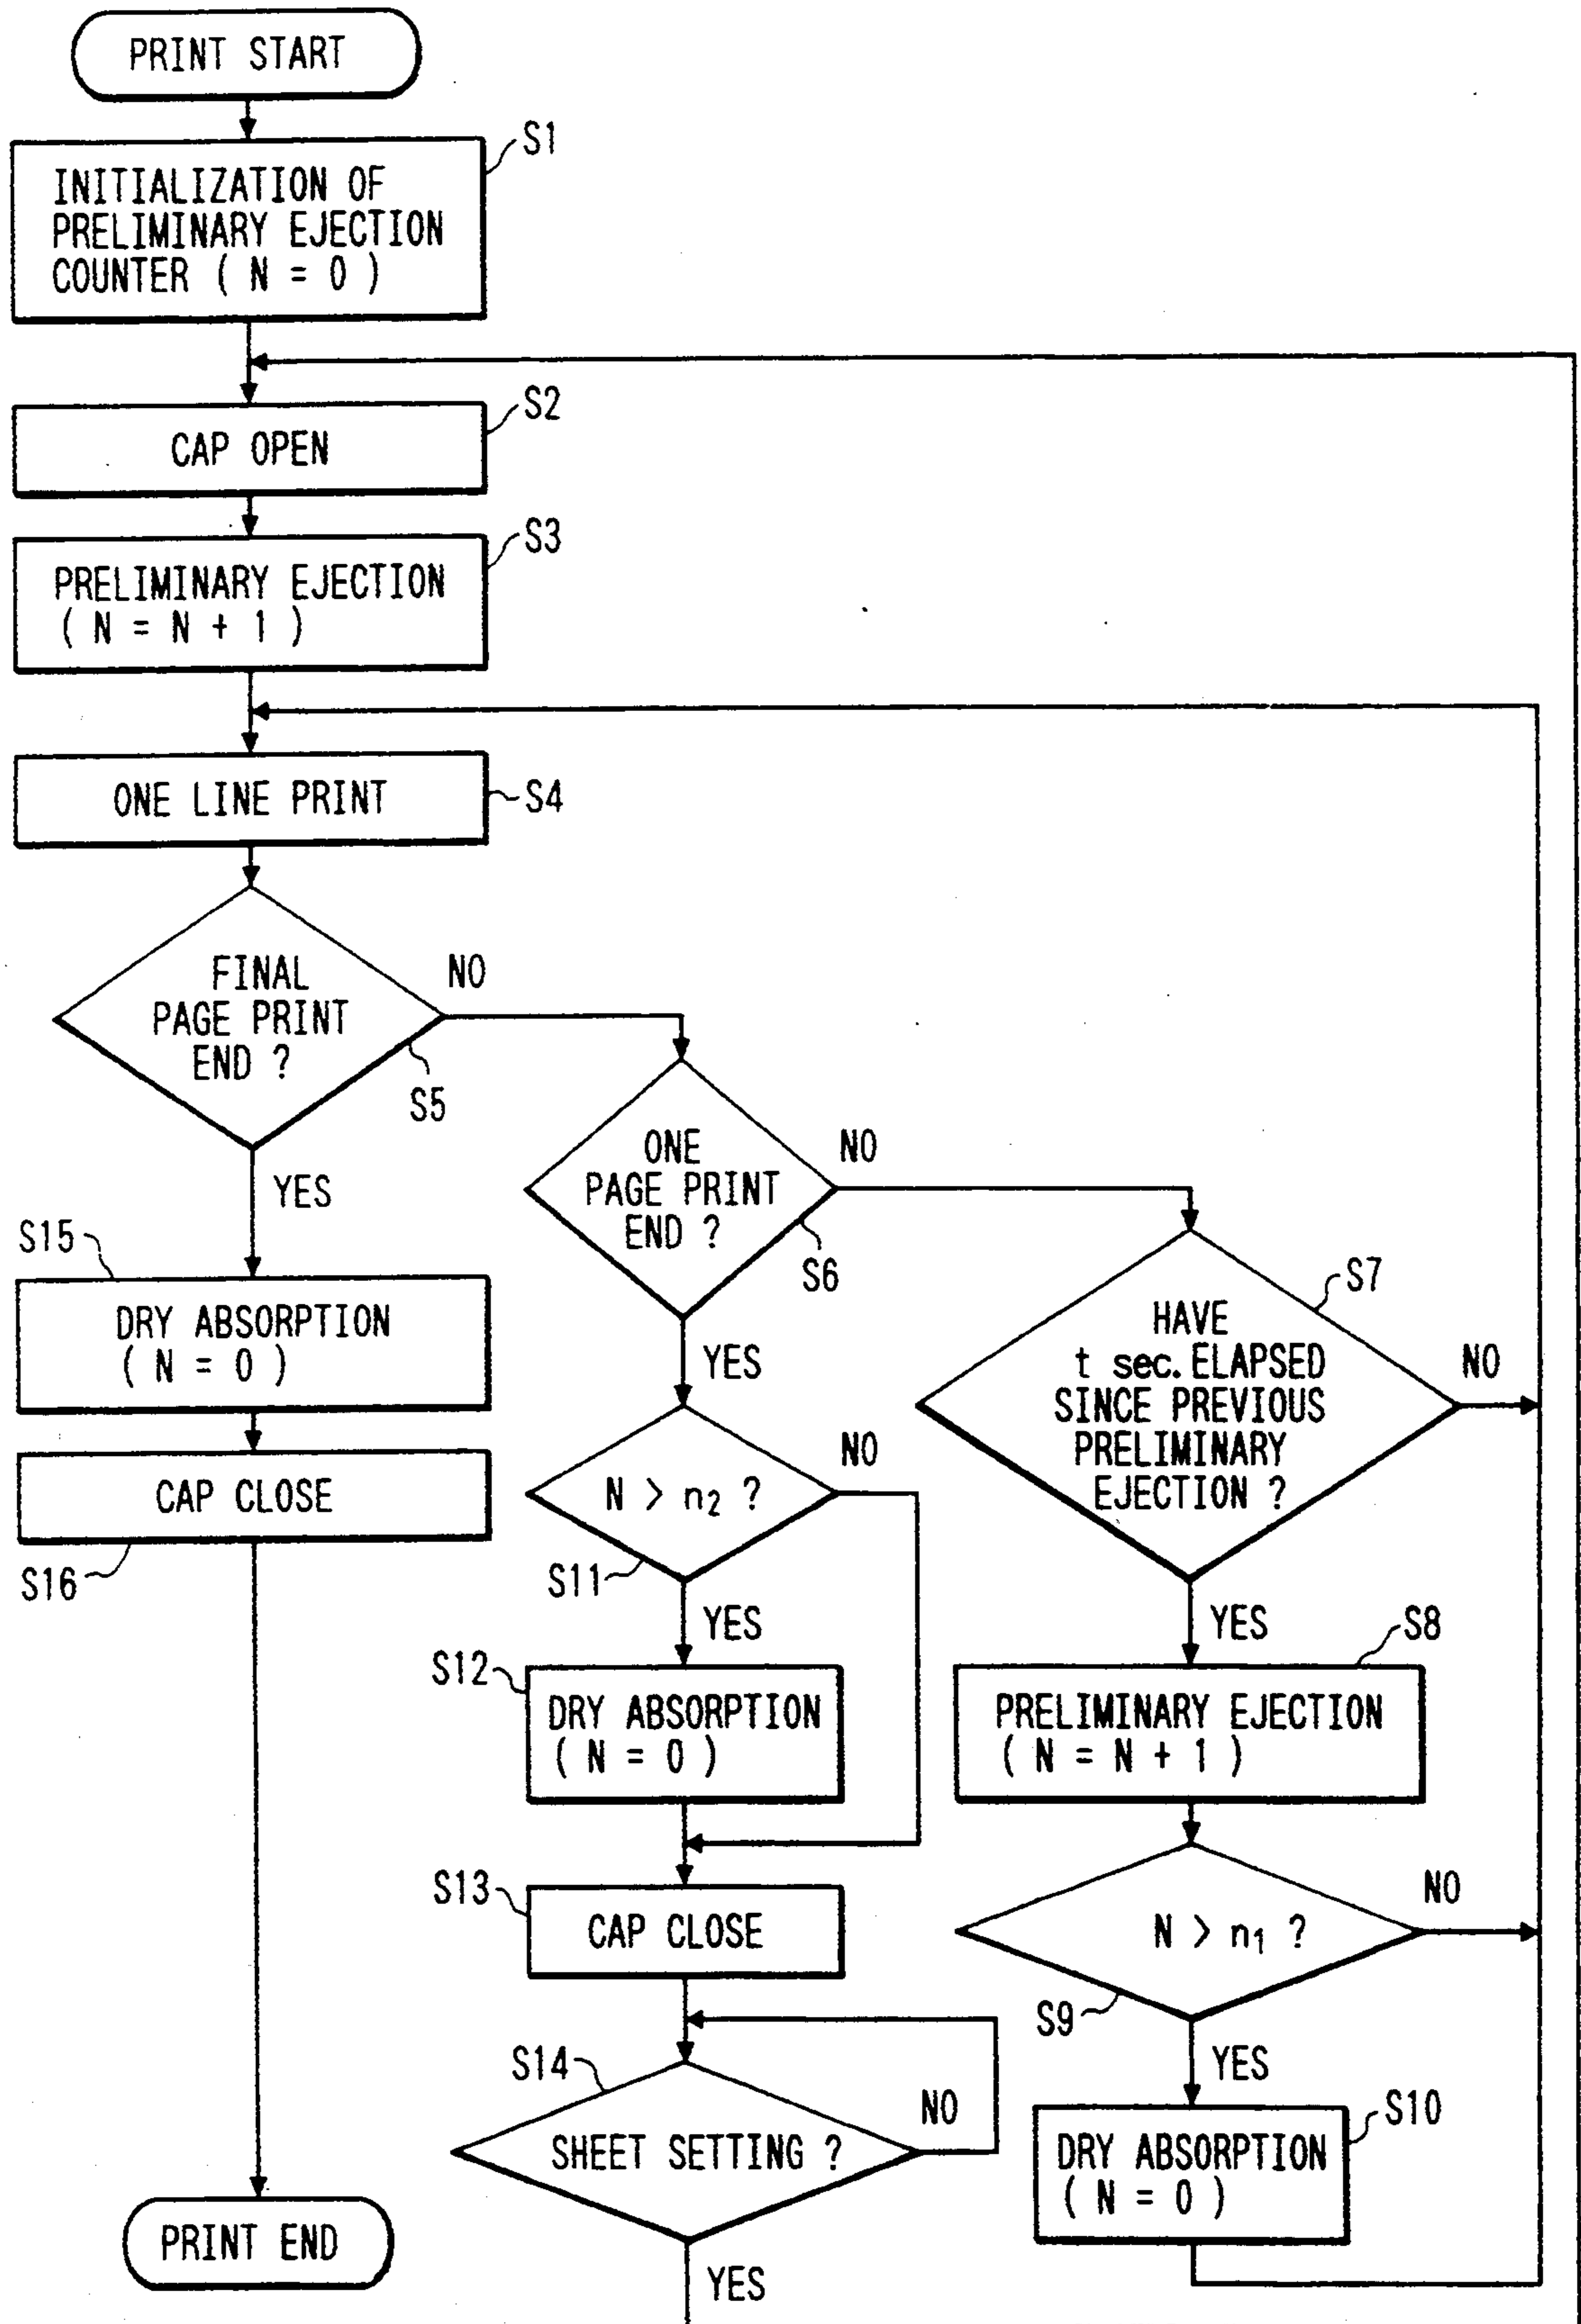 PRINT START
S1
INITIALIZATION OF
PRELIMINARY EJECTION
COUNTER ( N = 0 )
S2
CAP OPEN
S3
PRELIMINARY EJECTION
( N = N + 1 )
ONE LINE PRINT
S4
FINAL
PAGE PRINT
END ?
NO
S5
YES
ONE
PAGE PRINT
END ?
NO
S6
YES
S7
HAVE
t sec. ELAPSED
SINCE PREVIOUS
PRELIMINARY
EJECTION ?
NO
YES
S15
DRY ABSORPTION
( N = 0 )
CAP CLOSE
S16
N > n₂ ?
NO
S11
YES
S12
DRY ABSORPTION
( N = 0 )
S8
PRELIMINARY EJECTION
( N = N + 1 )
S13
CAP CLOSE
N > n₁ ?
NO
S9
YES
S14
SHEET SETTING ?
NO
YES
S10
DRY ABSORPTION
( N = 0 )
PRINT END